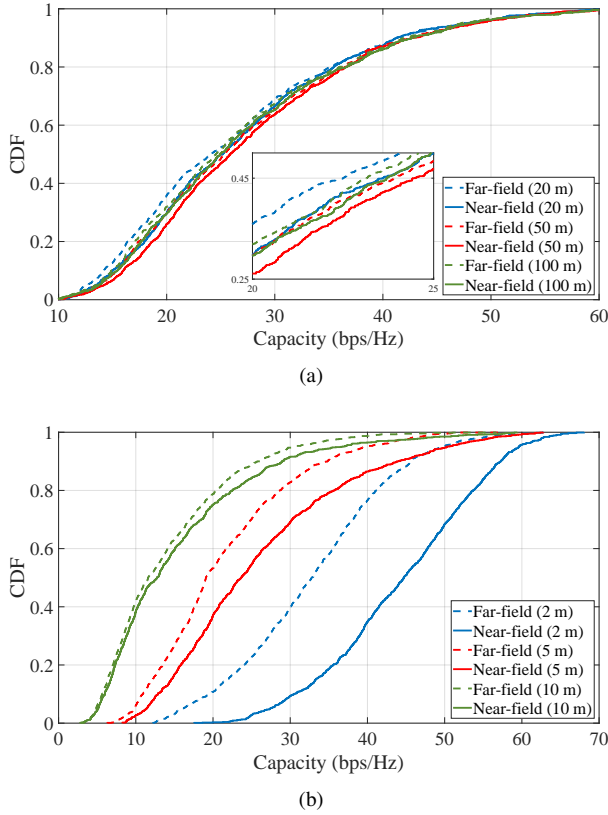 1
0.8
0.6
0.4
0.2
0
CDF
0.45
0.25
20
25
Far-field (20 m)
Near-field (20 m)
Far-field (50 m)
Near-field (50 m)
Far-field (100 m)
Near-field (100 m)
10 20 30 40 50 60
Capacity (bps/Hz)
(a)
1
0.8
0.6
0.4
0.2
0
CDF
Far-field (2 m)
Near-field (2 m)
Far-field (5 m)
Near-field (5 m)
Far-field (10 m)
Near-field (10 m)
0 10 20 30 40 50 60 70
Capacity (bps/Hz)
(b)